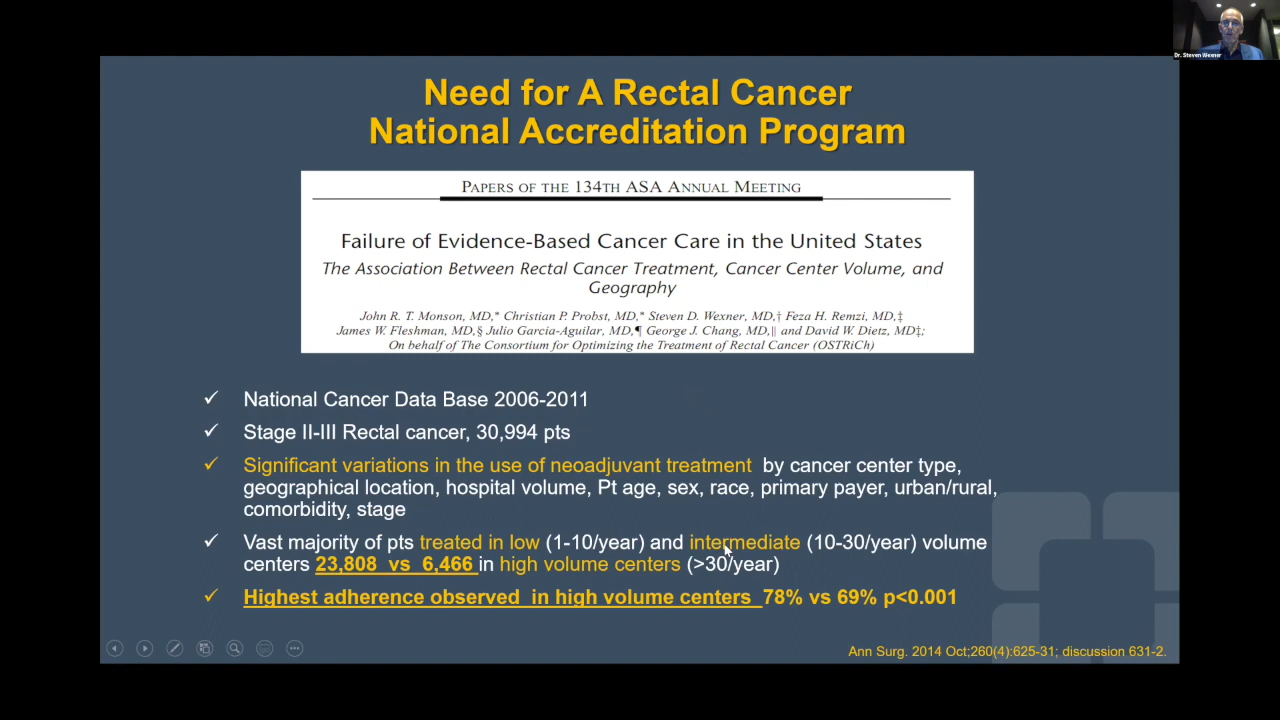 Dr. Steven Wexner
Need for A Rectal Cancer
National Accreditation Program
PAPERS OF THE 134TH ASA ANNUAL MEETING
Failure of Evidence-Based Cancer Care in the United States
The Association Between Rectal Cancer Treatment, Cancer Center Volume, and
Geography
John R. T. Monson, MD,* Christian P. Probst, MD,* Steven D. Wexner, MD,† Feza H. Remzi, MD,‡
James W. Fleshman, MD,§ Julio Garcia-Aguilar, MD,¶ George J. Chang, MD,|| and David W. Dietz, MD‡;
On behalf of The Consortium for Optimizing the Treatment of Rectal Cancer (OSTRiCh)
✓ National Cancer Data Base 2006-2011
✓ Stage II-III Rectal cancer, 30,994 pts
✓ Significant variations in the use of neoadjuvant treatment by cancer center type,
geographical location, hospital volume, Pt age, sex, race, primary payer, urban/rural,
comorbidity, stage
✓ Vast majority of pts treated in low (1-10/year) and intermediate (10-30/year) volume
centers 23,808 vs 6,466 in high volume centers (>30/year)
✓ Highest adherence observed in high volume centers 78% vs 69% p<0.001
Ann Surg. 2014 Oct;260(4):625-31; discussion 631-2.